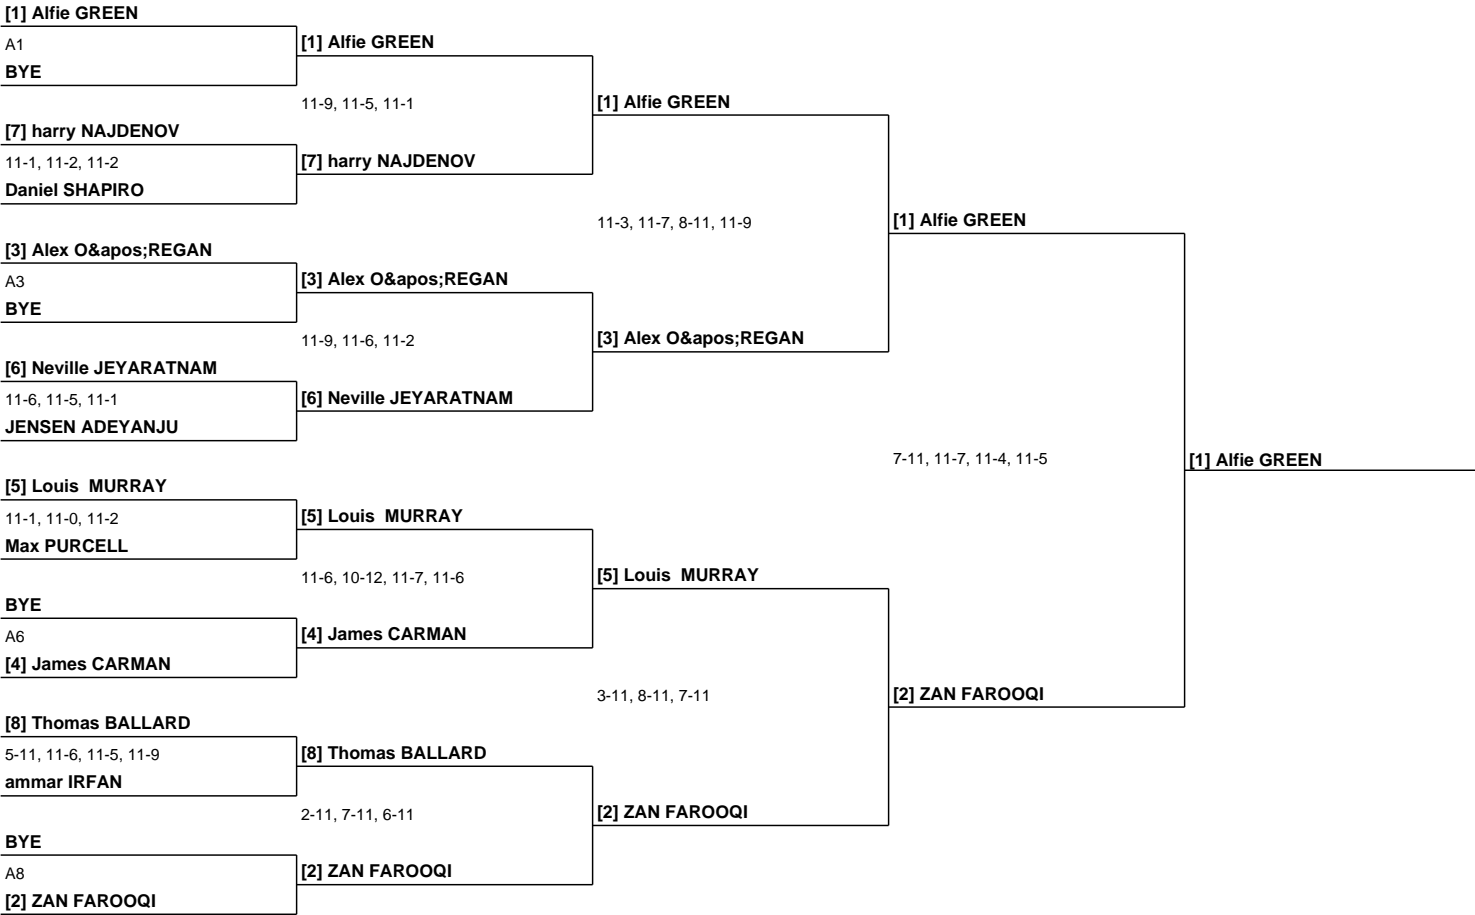 [1] Alfie GREEN
A1
BYE
[7] harry NAJDENOV
11-1, 11-2, 11-2
Daniel SHAPIRO
[3] Alex O&apos;REGAN
A3
BYE
[6] Neville JEYARATNAM
11-6, 11-5, 11-1
JENSEN ADEYANJU
[5] Louis  MURRAY
11-1, 11-0, 11-2
Max PURCELL
BYE
A6
[4] James CARMAN
[8] Thomas BALLARD
5-11, 11-6, 11-5, 11-9
ammar IRFAN
BYE
A8
[2] ZAN FAROOQI
[1] Alfie GREEN
11-9, 11-5, 11-1
[7] harry NAJDENOV
[3] Alex O&apos;REGAN
11-9, 11-6, 11-2
[6] Neville JEYARATNAM
[5] Louis  MURRAY
11-6, 10-12, 11-7, 11-6
[4] James CARMAN
[8] Thomas BALLARD
2-11, 7-11, 6-11
[2] ZAN FAROOQI
[1] Alfie GREEN
11-3, 11-7, 8-11, 11-9
[3] Alex O&apos;REGAN
[5] Louis  MURRAY
3-11, 8-11, 7-11
[2] ZAN FAROOQI
[1] Alfie GREEN
7-11, 11-7, 11-4, 11-5
[2] ZAN FAROOQI
[1] Alfie GREEN